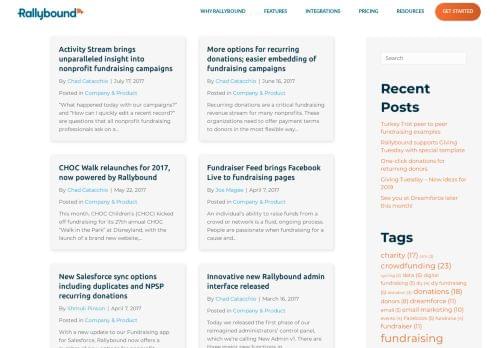 Rallybound
WHY RALLYBOUND
FEATURES
INTEGRATIONS
PRICING
RESOURCES
GET STARTED
Activity Stream brings
unparalleled insight into
nonprofit fundraising campaigns
By Chad Catacchio | July 17, 2017
Posted in Company & Product
"What happened today with our campaigns?"
and "How can I quickly edit a recent record?"
are questions that all nonprofit fundraising
professionals ask on a...
More options for recurring
donations; easier embedding of
fundraising campaigns
By Chad Catacchio | June 16, 2017
Posted in Company & Product
Recurring donations are a critical fundraising
revenue stream for many nonprofits. These
organizations need to offer payment terms
to donors in the most flexible way...
CHOC Walk relaunches for 2017,
now powered by Rallybound
By Chad Catacchio | May 22, 2017
Posted in Company & Product
This month, CHOC Children's (CHOC) kicked
off fundraising for its 27th annual CHOC
"Walk in the Park" at Disneyland, with the
launch of a brand new website,...
Fundraiser Feed brings Facebook
Live to fundraising pages
By Joe Magee | April 7, 2017
Posted in Company & Product
An individual's ability to raise funds from a
crowd or network is a fluid, ongoing process.
People are passionate when fundraising for a
cause and...
New Salesforce sync options
including duplicates and NPSP
recurring donations
By Shmuli Pinson | April 7, 2017
Posted in Company & Product
With a new update to our Fundraising app
for Salesforce, Rallybound now offers a
Innovative new Rallybound admin
interface released
By Chad Catacchio | March 16, 2017
Posted in Company & Product
Today we released the first phase of our
reimagined administrators' control panel,
which we're calling New Admin v1. There are
Search
Recent
Posts
Turkey Trot peer to peer
fundraising examples
Rallybound supports Giving
Tuesday with special template
One-click donations for
returning donors
Giving Tuesday – New ideas for
2019
See you at Dreamforce later
this month!
Tags
charity (17)
crowdfunding (23)
cycling (5) data (5) digital
fundraising (5) diy (4) diy fundraising
(5) donations (18)
donors (8) dreamforce (11)
email (5) email marketing (10)
events (4) Facebook (5)
fundraiser (11)
fundraising